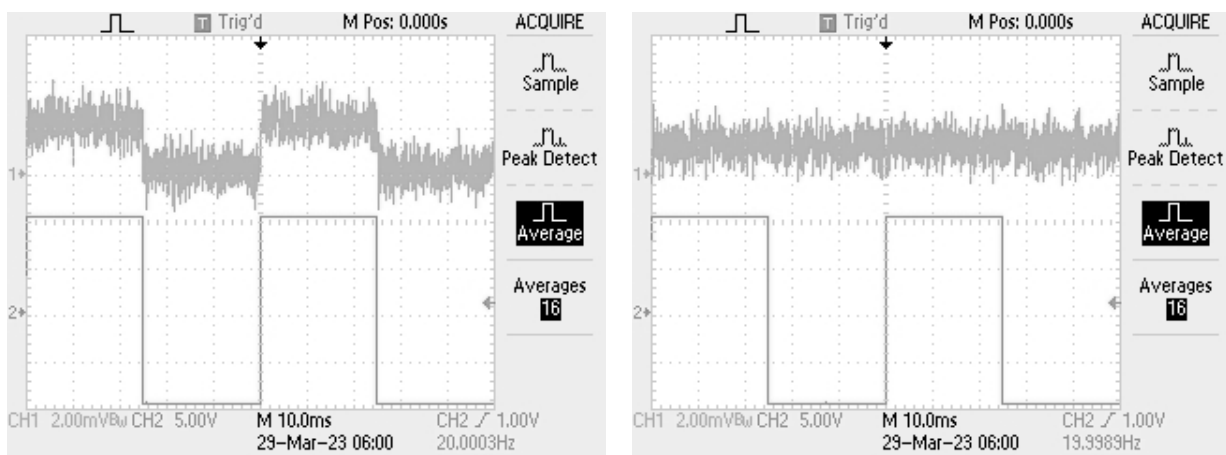 T Trig'd M Pos: 0.000s ACQUIRE
Sample
Peak Detect
1
Average
Averages
16
2
CH1 2.00mVBw CH2 5.00V M 10.0ms CH2 1.00V
29-Mar-23 06:00 20.0003Hz
T Trig'd M Pos: 0.000s ACQUIRE
Sample
Peak Detect
1
Average
Averages
16
2
CH1 2.00mVBw CH2 5.00V M 10.0ms CH2 1.00V
29-Mar-23 06:00 19.9989Hz